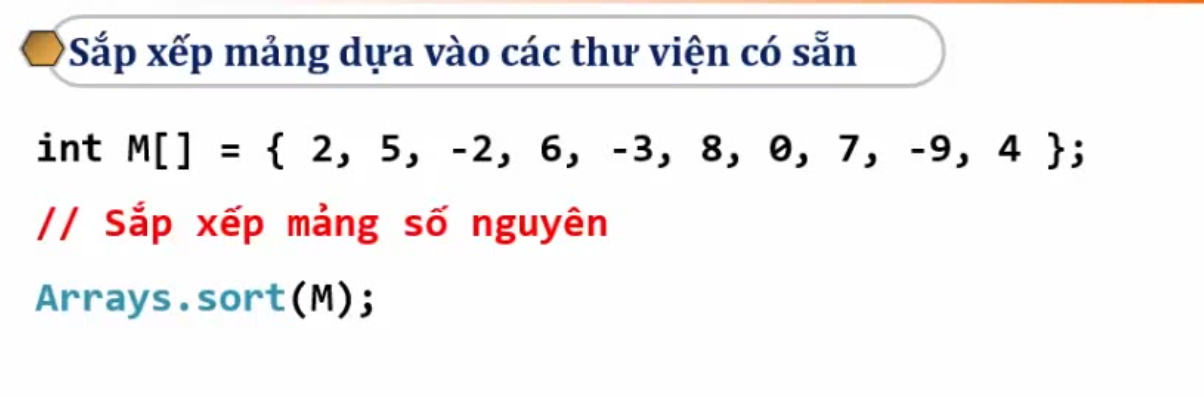 Sắp xếp mảng dựa vào các thư viện có sẵn
int M[] = { 2, 5, -2, 6, -3, 8, 0, 7, -9, 4 };
// Sắp xếp mảng số nguyên
Arrays.sort(M);